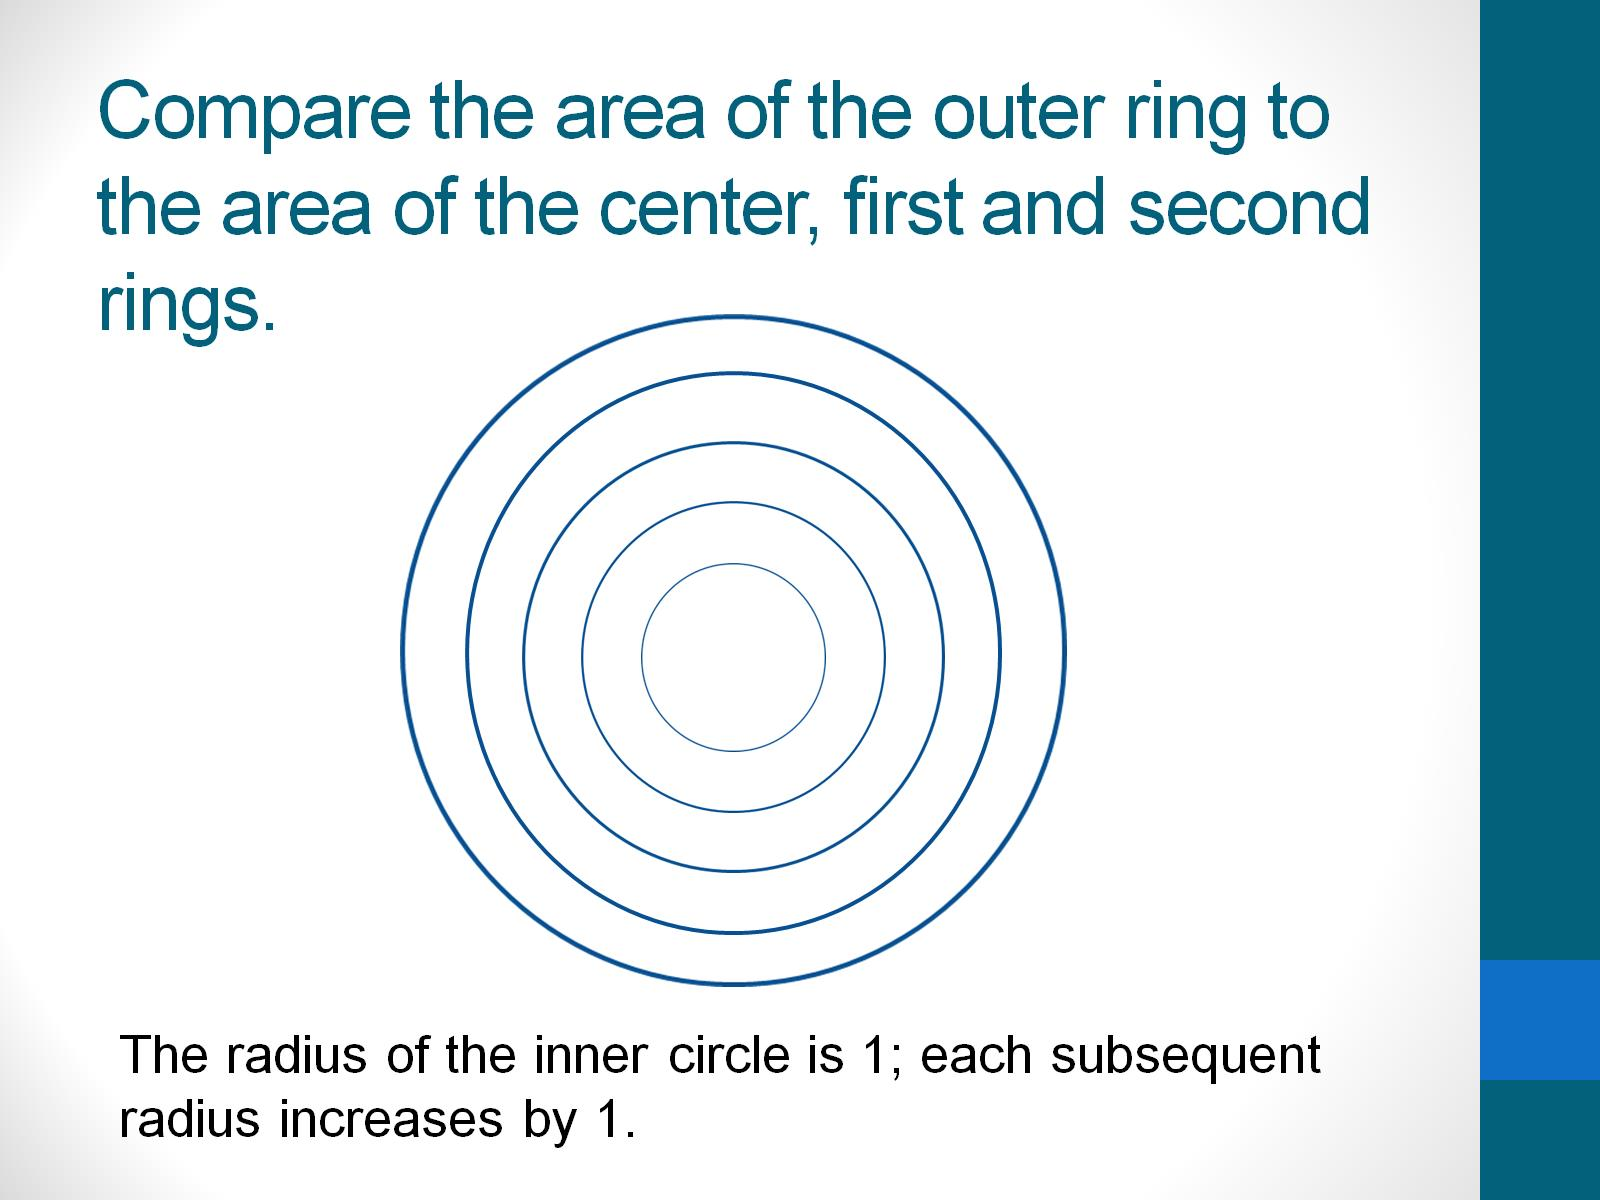 Compare the area of the outer ring to
the area of the center, first and second
rings.
The radius of the inner circle is 1; each subsequent
radius increases by 1.